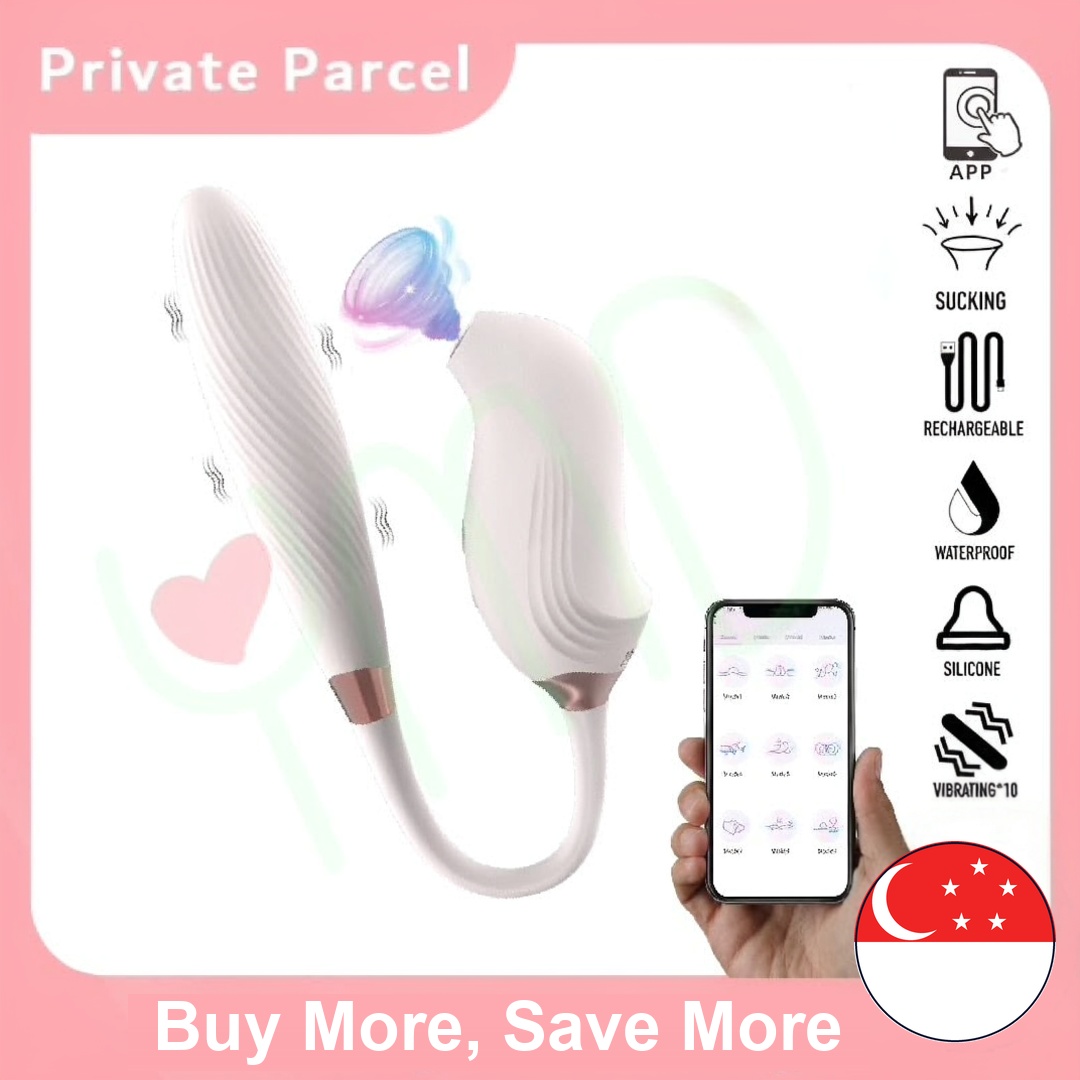 Private Parcel
APP
SUCKING
RECHARGEABLE
WATERPROOF
SILICONE
VIBRATING*10
Buy More, Save More